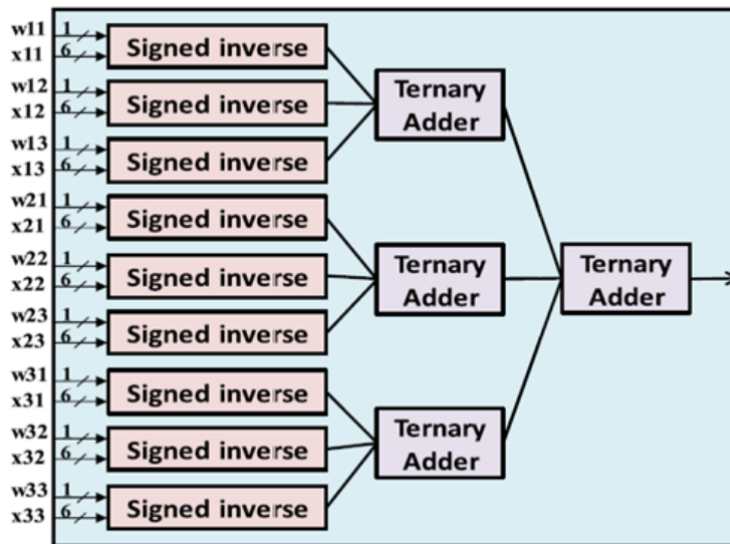 w11 1
x11 6
Signed inverse
w12 1
x12 6
Signed inverse
w13 1
x13 6
Signed inverse
Ternary
Adder
w21 1
x21 6
Signed inverse
w22 1
x22 6
Signed inverse
w23 1
x23 6
Signed inverse
Ternary
Adder
Ternary
Adder
w31 1
x31 6
Signed inverse
w32 1
x32 6
Signed inverse
w33 1
x33 6
Signed inverse
Ternary
Adder